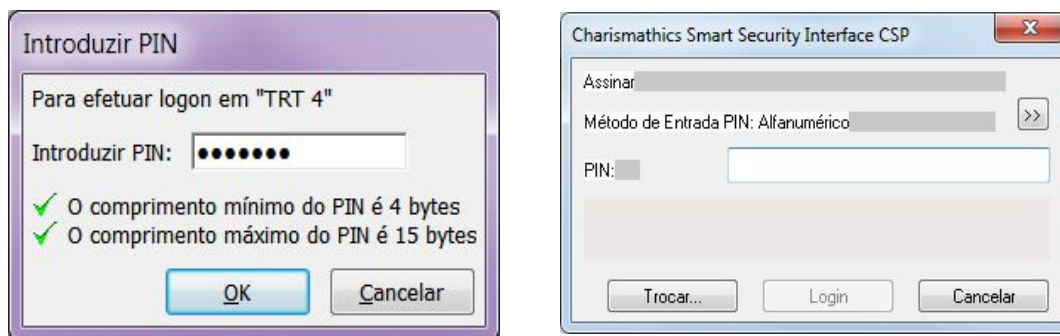 Introduzir PIN
Para efetuar logon em "TRT 4"
Introduzir PIN: •••••••
O comprimento mínimo do PIN é 4 bytes
O comprimento máximo do PIN é 15 bytes
OK Cancelar
Charismathics Smart Security Interface CSP
Assinar
Método de Entrada PIN: Alfanumérico
>>
PIN:
Trocar... Login Cancelar